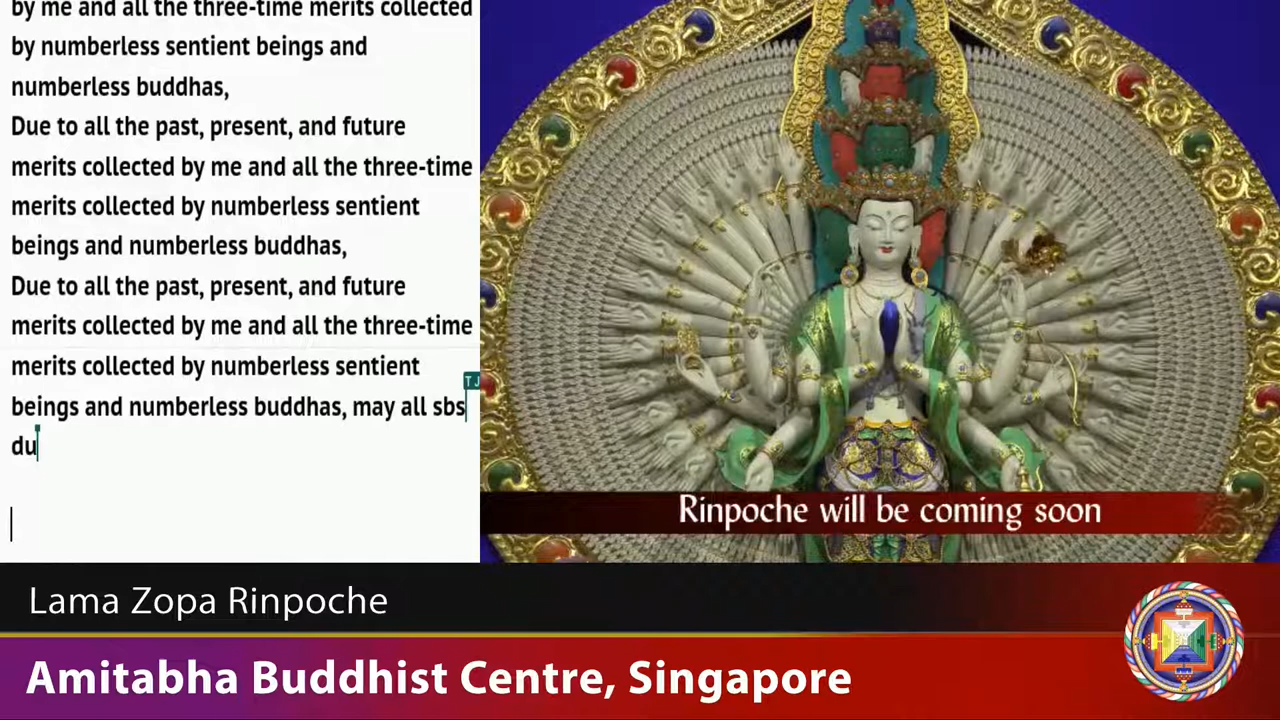 by me and all the three-time merits collected
by numberless sentient beings and
numberless buddhas,
Due to all the past, present, and future
merits collected by me and all the three-time
merits collected by numberless sentient
beings and numberless buddhas,
Due to all the past, present, and future
merits collected by me and all the three-time
merits collected by numberless sentient
T J
beings and numberless buddhas, may all sbs
du
Rinpoche will be coming soon
Lama Zopa Rinpoche
Amitabha Buddhist Centre, Singapore